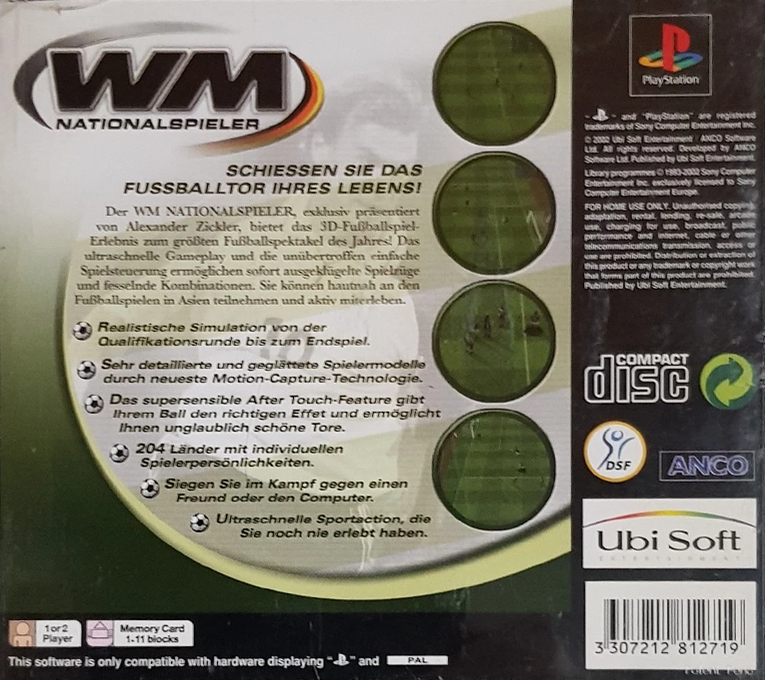 WM
NATIONALSPIELER
SCHIESSEN SIE DAS
FUSSBALLTOR IHRES LEBENS!
Der WM NATIONALSPIELER, exklusiv präsentiert
von Alexander Zickler, bietet das 3D-Fußballspiel-
Erlebnis zum größten Fußballspektakel des Jahres! Das
ultraschnelle Gameplay und die unübertroffen einfache
Spielsteuerung ermöglichen sofort ausgeklügelte Spielzüge
und fesselnde Kombinationen. Sie können hautnah an den
Fußballspielen in Asien teilnehmen und aktiv miterleben.
Realistische Simulation von der
Qualifikationsrunde bis zum Endspiel.
Sehr detaillierte und geglättete Spielermodelle
durch neueste Motion-Capture-Technologie.
Das supersensible After Touch-Feature gibt
Ihrem Ball den richtigen Effet und ermöglicht
Ihnen unglaublich schöne Tore.
204 Länder mit individuellen
Spielerpersönlichkeiten.
Siegen Sie im Kampf gegen einen
Freund oder den Computer.
Ultraschnelle Sportaction, die
Sie noch nie erlebt haben.
1 or 2
Player
Memory Card
1-11 blocks
This software is only compatible with hardware displaying " " and PAL
PlayStation
" " and "PlayStation" are registered
trademarks of Sony Computer Entertainment Inc.
© 2002 Ubi Soft Entertainment / ANCO Software
Ltd. All rights reserved. Developed by ANCO
Software Ltd. Published by Ubi Soft Entertainment.
Library programmes © 1993-2002 Sony Computer
Entertainment Inc. exclusively licensed to Sony
Computer Entertainment Europe.
FOR HOME USE ONLY. Unauthorised copying,
adaptation, rental, lending, re-sale, arcade
use, charging for use, broadcast, public
performance and internet, cable or other
telecommunications transmission, access or
use are prohibited. Distribution or extraction of
this product or any trademark or copyright work
that forms part of this product are prohibited.
Published by Ubi Soft Entertainment.
COMPACT
disc
DSF
ANCO
Ubi Soft
ENTERTAINMENT
3 307212 812719